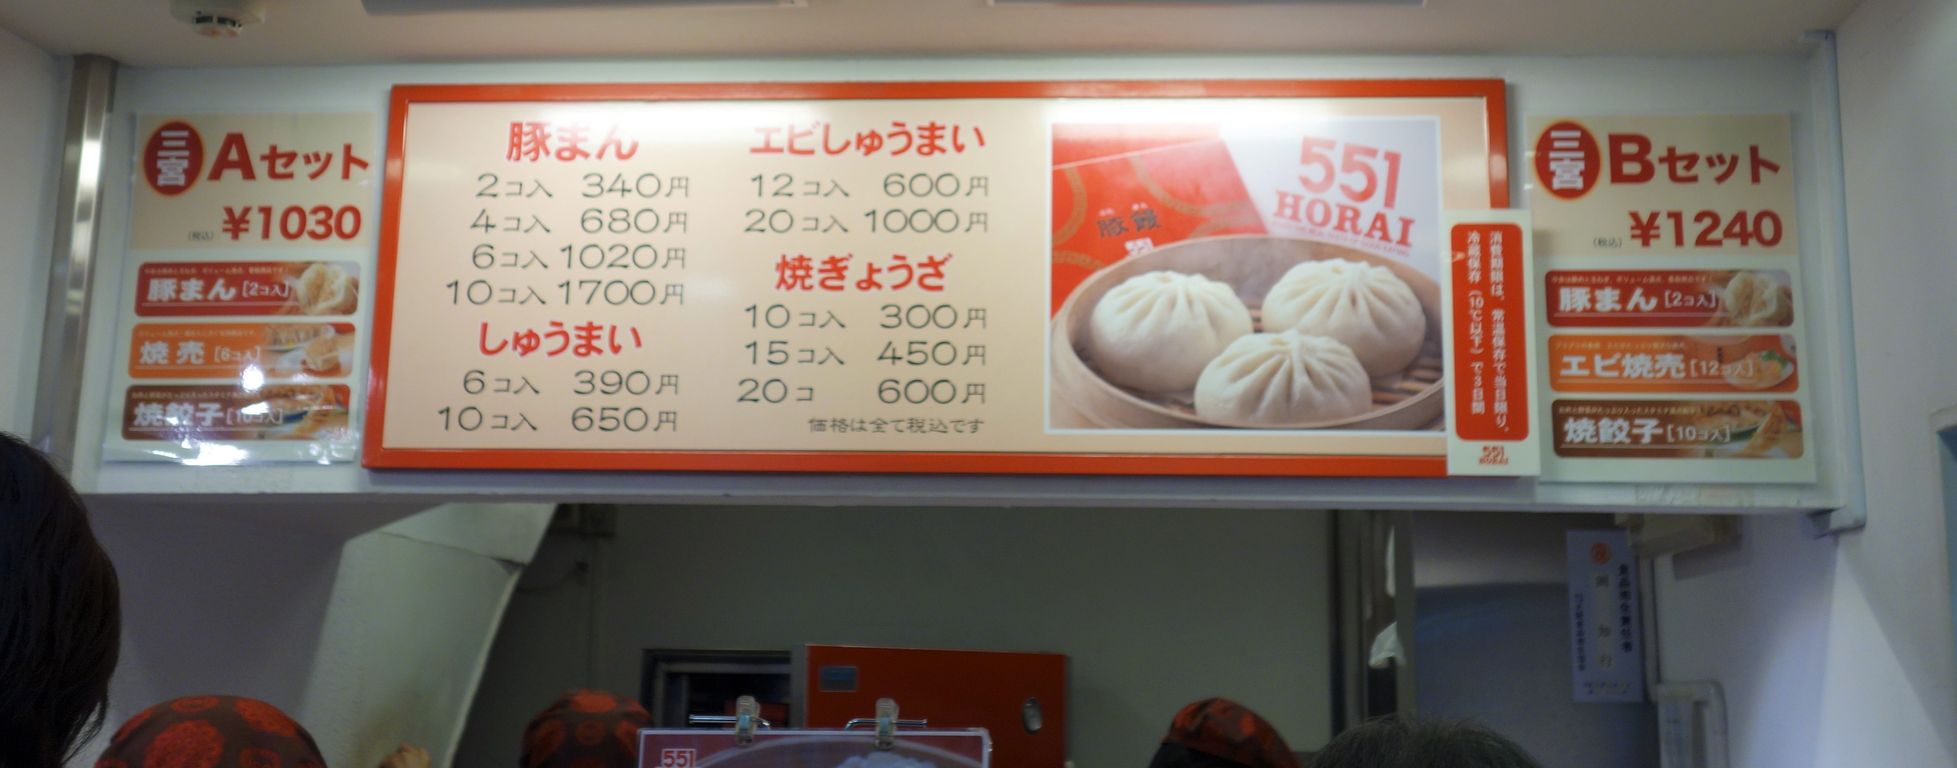 三宮
Aセット
(税込) ¥1030
豚まん[2コ入]
焼売[6コ入]
焼餃子[10コ入]
豚まん
2コ入 340円
4コ入 680円
6コ入 1020円
10コ入 1700円
しゅうまい
6コ入 390円
10コ入 650円
エビしゅうまい
12コ入 600円
20コ入 1000円
焼ぎょうざ
10コ入 300円
15コ入 450円
20コ 600円
価格は全て税込です
豚饅
551
HORAI
消費期限は、常温保存で当日限り、
冷蔵保存(10℃以下)で3日間
551
HORAI
三宮
Bセット
(税込) ¥1240
豚まん[2コ入]
エビ焼売[12コ入]
焼餃子[10コ入]
食品衛生責任者
551